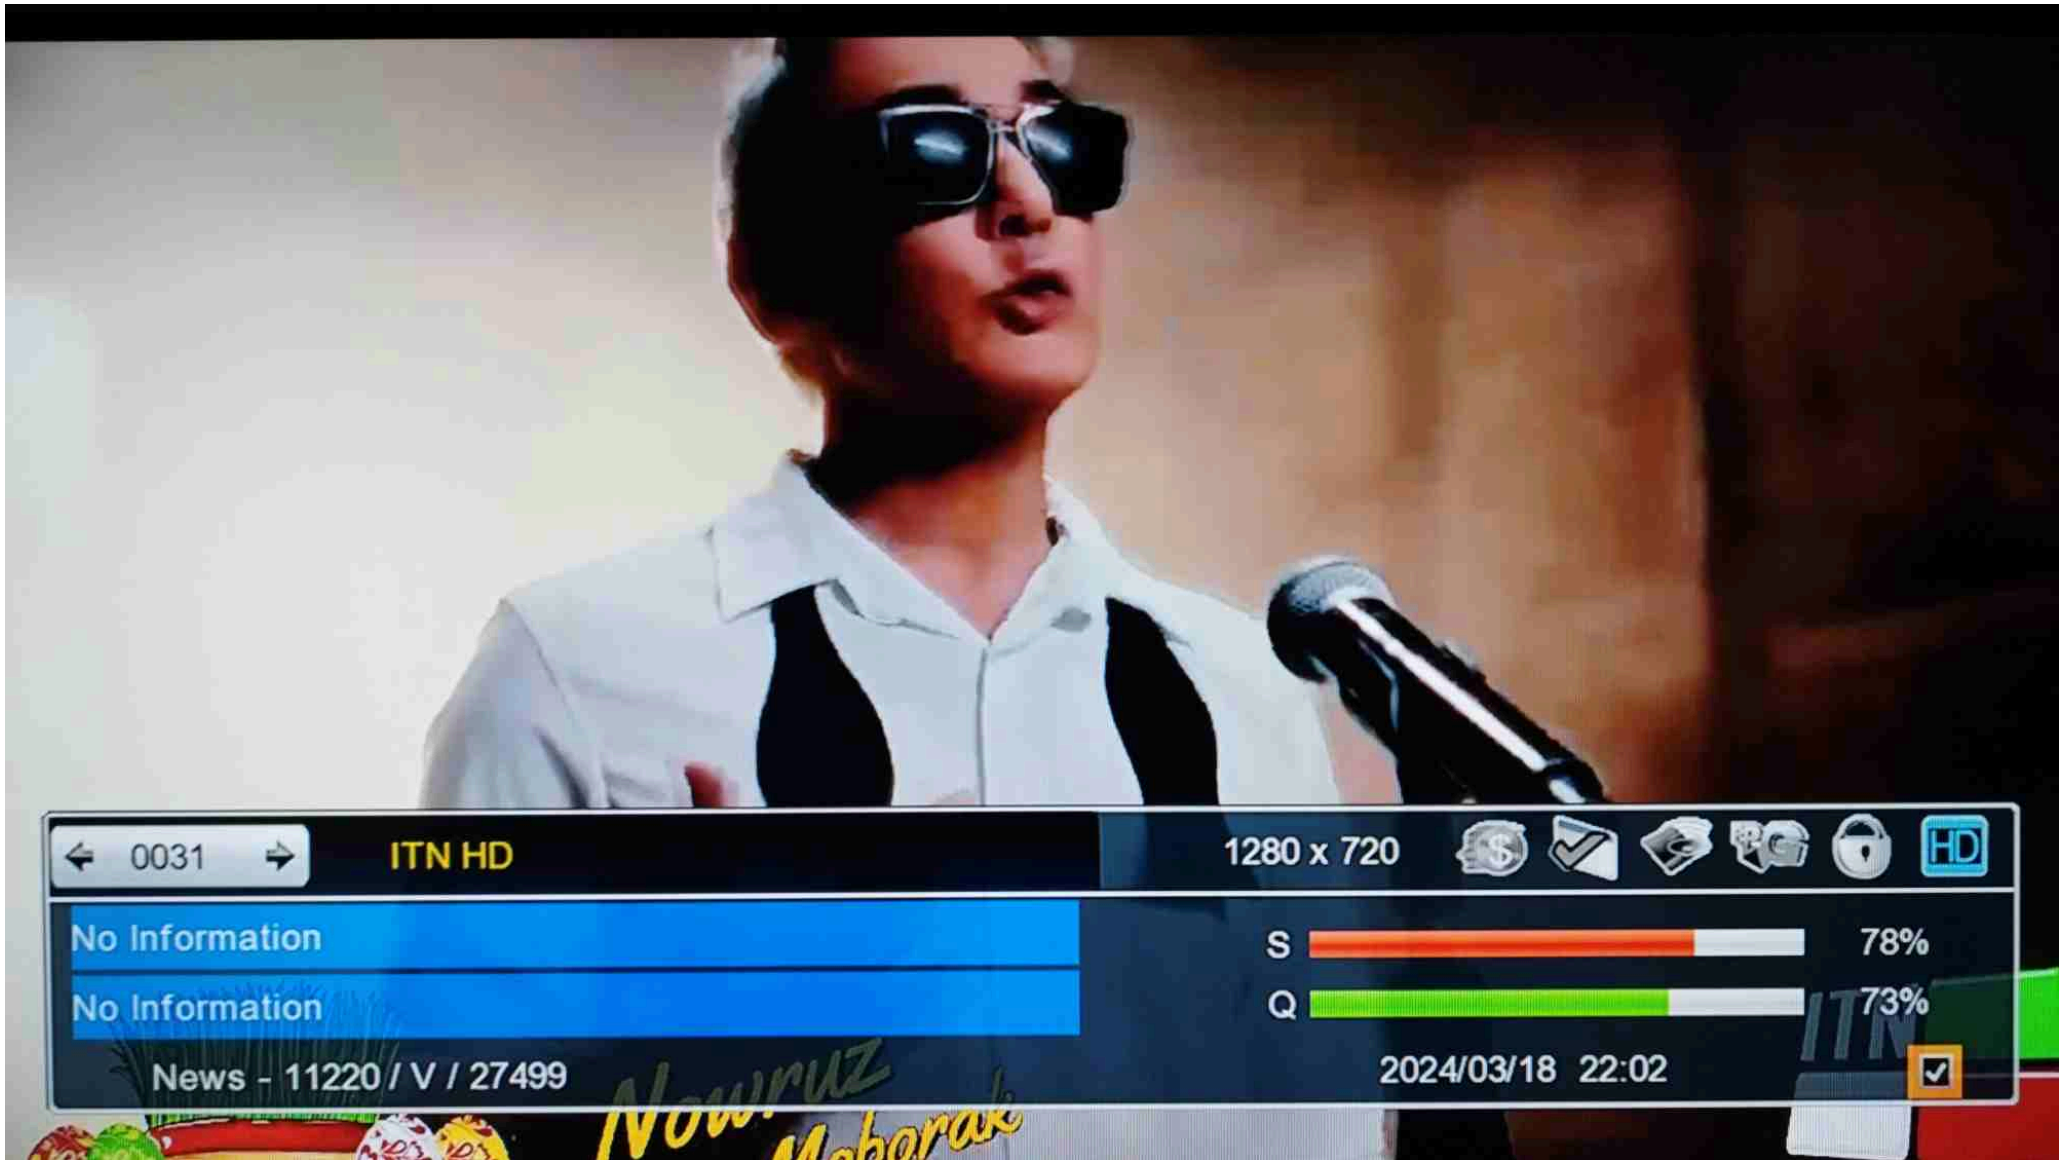 0031
ITN HD
1280 x 720
HD
No Information
S 78%
No Information
Q 73%
News - 11220 / V / 27499
2024/03/18 22:02
ITN
Nowruz
Moborak